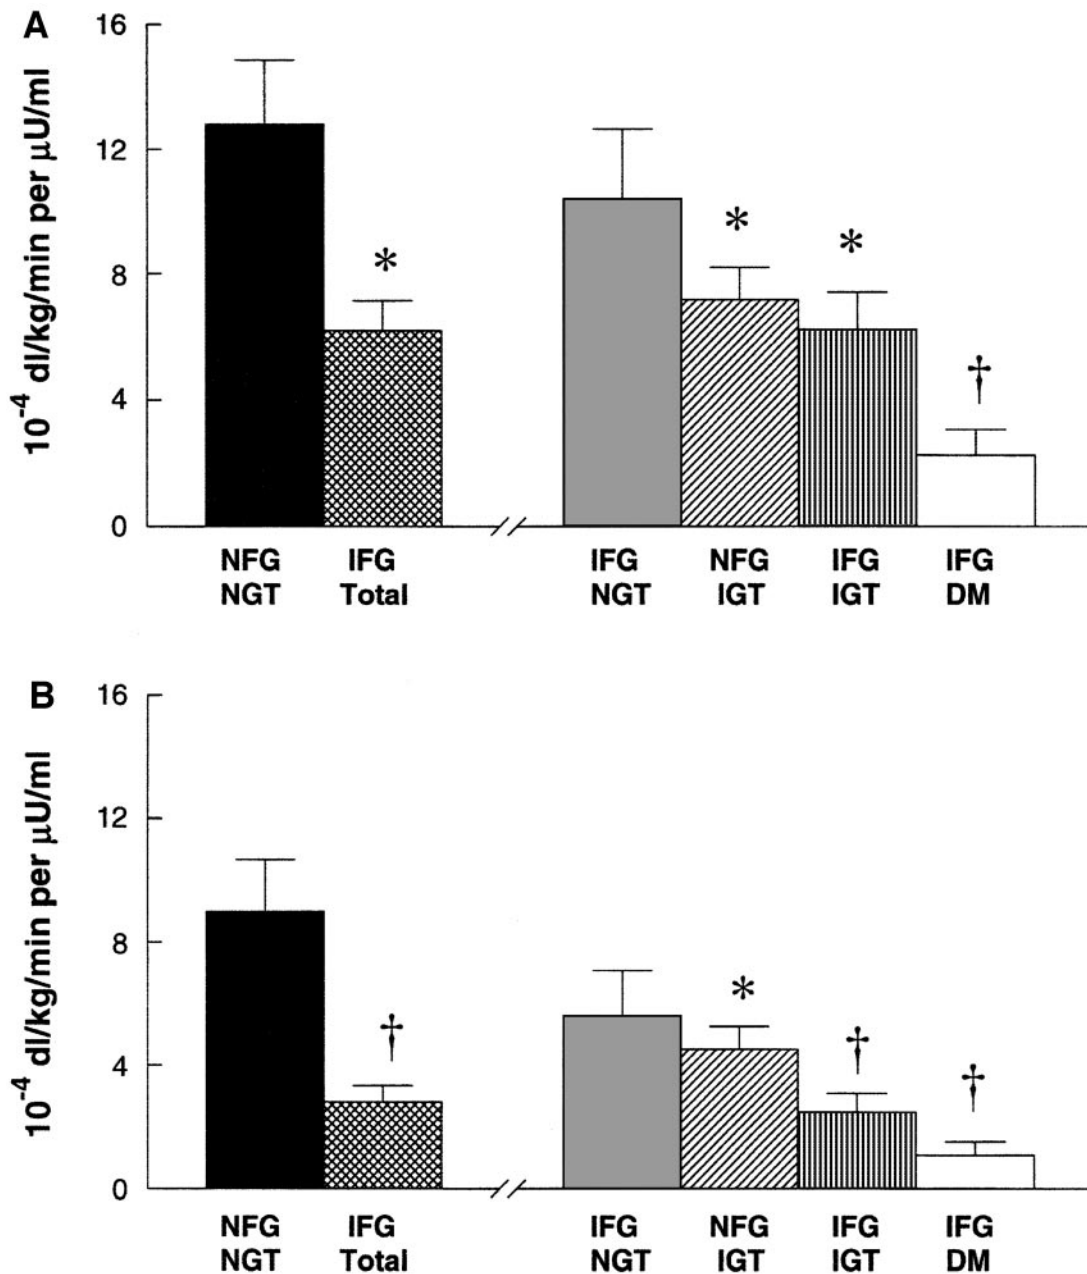 A
10⁻⁴ dl/kg/min per μU/ml
16
12
8
4
0
*
*
*
†
NFG IFG IFG NFG IFG IFG
NGT Total NGT IGT IGT DM
B
10⁻⁴ dl/kg/min per μU/ml
16
12
8
4
0
†
*
†
†
NFG IFG IFG NFG IFG IFG
NGT Total NGT IGT IGT DM